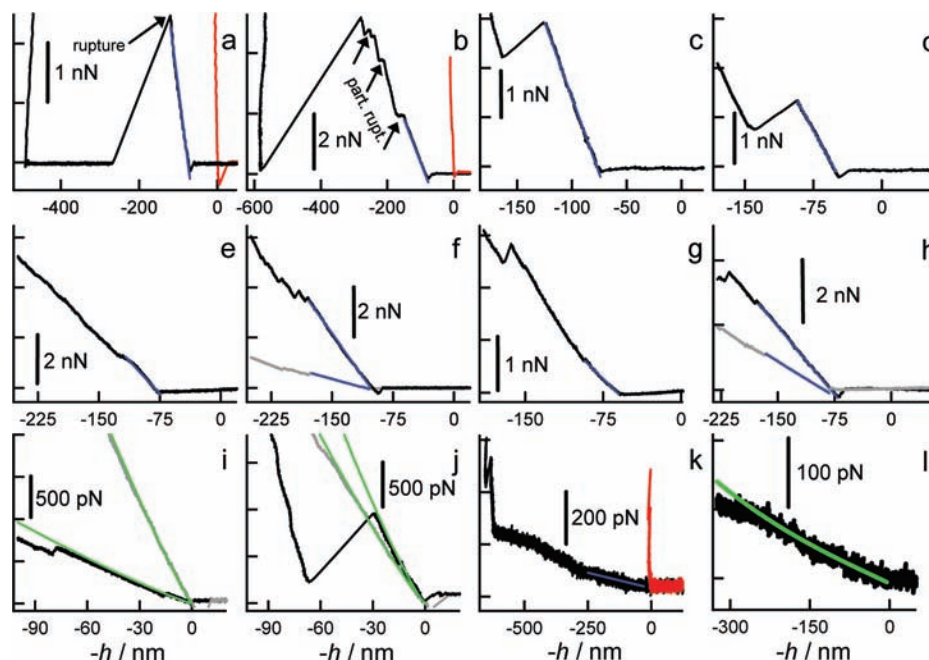 rupture
a
1 nN
-400 -200 0
b
part. rupt.
2 nN
-600 -400 -200 0
c
1 nN
-150 -100 -50 0
1 nN
-150 -75 0
e
2 nN
-225 -150 -75 0
f
2 nN
-225 -150 -75 0
g
1 nN
-150 -75 0
h
2 nN
-225 -150 -75 0
i
500 pN
-90 -60 -30 0
-h / nm
j
500 pN
-90 -60 -30 0
-h / nm
k
200 pN
-500 -250 0
-h / nm
l
100 pN
-300 -150 0
-h / nm